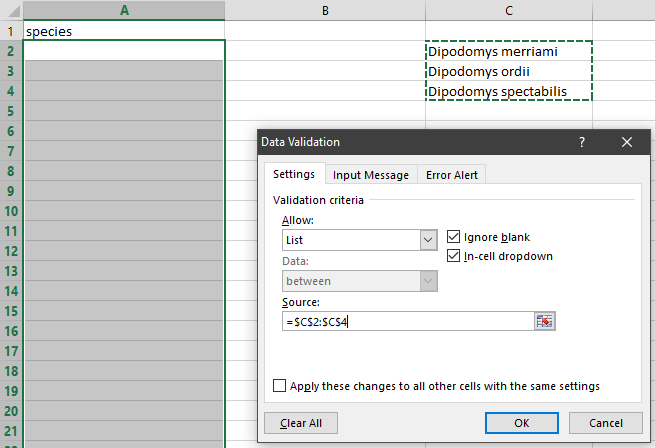 A B C
1 species
2 Dipodomys merriami
3 Dipodomys ordii
4 Dipodomys spectabilis
5
6
7
8
9
10
11
12
13
14
15
16
17
18
19
20
21
Data Validation ? ×
Settings Input Message Error Alert
Validation criteria
Allow:
List
Ignore blank
In-cell dropdown
Data:
between
Source:
=$C$2:$C$4
Apply these changes to all other cells with the same settings
Clear All OK Cancel